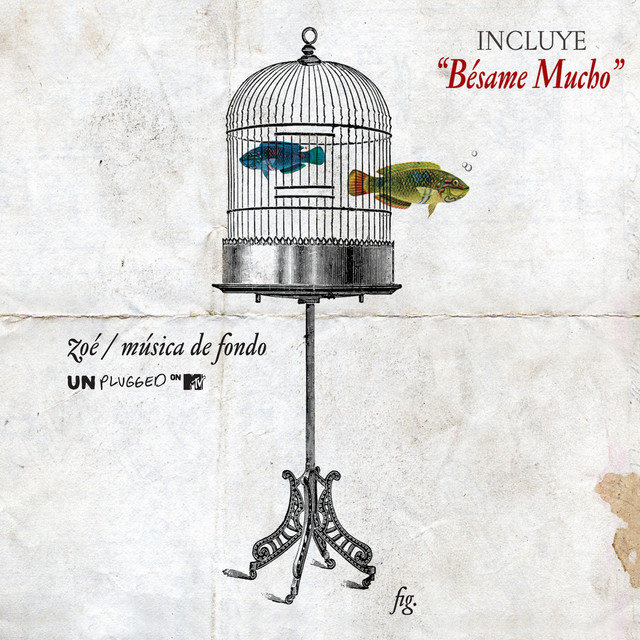 INCLUYE
“Bésame Mucho”
Zoé / música de fondo
UNPLUGGED ON MTV
fig.